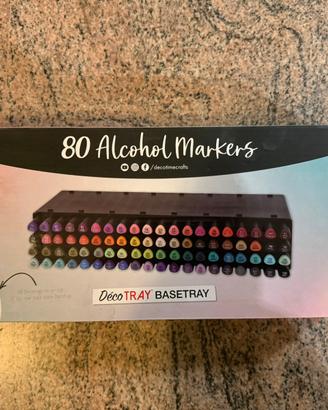 80 Alcohol Markers
/decotimecrafts
DécoTRAY® BASETRAY